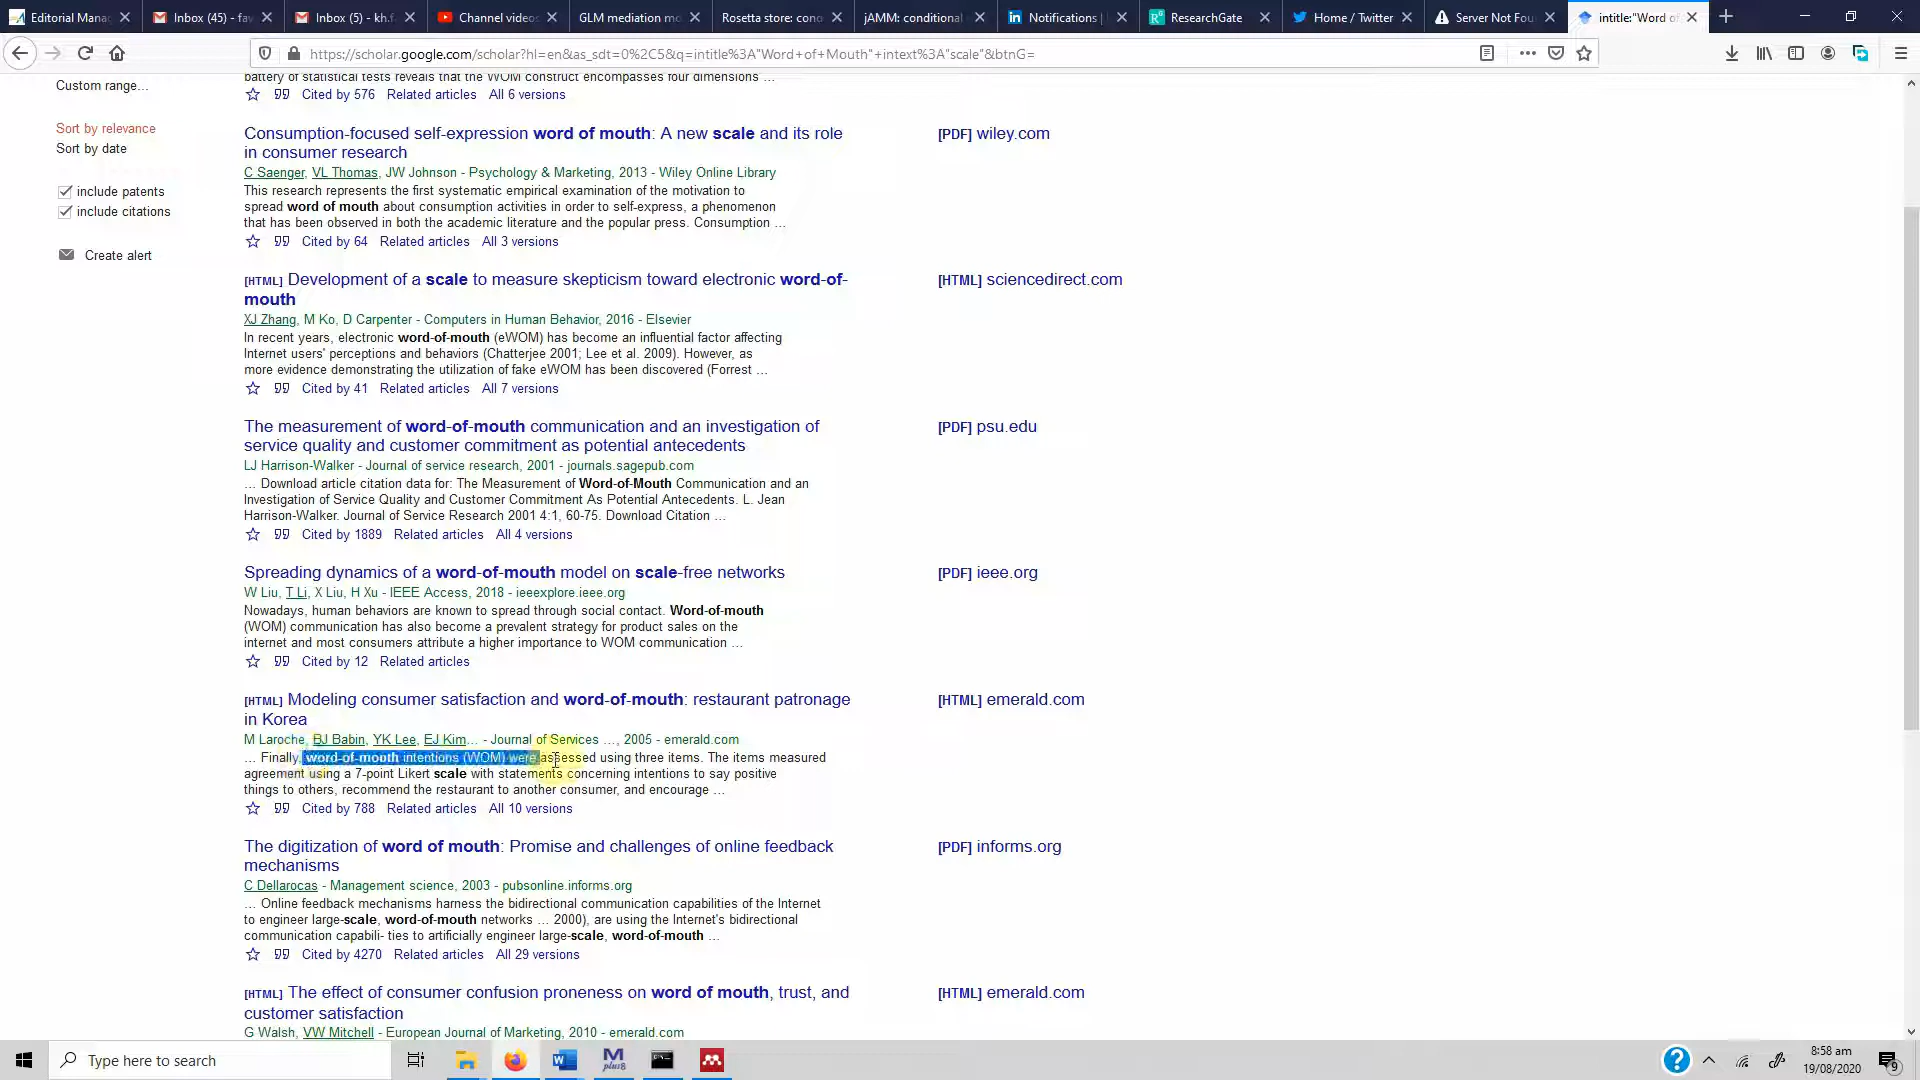 Editorial Manag
Inbox (45) - fav
Inbox (5) - kh.f
Channel videos
GLM mediation mo
Rosetta store: cono
jAMM: conditional
Notifications |
ResearchGate
Home / Twitter
Server Not Fou
intitle:"Word of
https://scholar.google.com/scholar?hl=en&as_sdt=0%2C5&q=intitle%3A"Word+of+Mouth"+intext%3A"scale"&btnG=
Custom range...
Sort by relevance
Sort by date
include patents
include citations
Create alert
battery of statistical tests reveals that the WOM construct encompasses four dimensions ...
Cited by 576 Related articles All 6 versions
Consumption-focused self-expression word of mouth: A new scale and its role
in consumer research
[PDF] wiley.com
C Saenger, VL Thomas, JW Johnson - Psychology & Marketing, 2013 - Wiley Online Library
This research represents the first systematic empirical examination of the motivation to
spread word of mouth about consumption activities in order to self-express, a phenomenon
that has been observed in both the academic literature and the popular press. Consumption ...
Cited by 64 Related articles All 3 versions
[HTML] Development of a scale to measure skepticism toward electronic word-of-
mouth
[HTML] sciencedirect.com
XJ Zhang, M Ko, D Carpenter - Computers in Human Behavior, 2016 - Elsevier
In recent years, electronic word-of-mouth (eWOM) has become an influential factor affecting
Internet users' perceptions and behaviors (Chatterjee 2001; Lee et al. 2009). However, as
more evidence demonstrating the utilization of fake eWOM has been discovered (Forrest ...
Cited by 41 Related articles All 7 versions
The measurement of word-of-mouth communication and an investigation of
service quality and customer commitment as potential antecedents
[PDF] psu.edu
LJ Harrison-Walker - Journal of service research, 2001 - journals.sagepub.com
... Download article citation data for: The Measurement of Word-of-Mouth Communication and an
Investigation of Service Quality and Customer Commitment As Potential Antecedents. L. Jean
Harrison-Walker. Journal of Service Research 2001 4:1, 60-75. Download Citation ...
Cited by 1889 Related articles All 4 versions
Spreading dynamics of a word-of-mouth model on scale-free networks
[PDF] ieee.org
W Liu, T Li, X Liu, H Xu - IEEE Access, 2018 - ieeexplore.ieee.org
Nowadays, human behaviors are known to spread through social contact. Word-of-mouth
(WOM) communication has also become a prevalent strategy for product sales on the
internet and most consumers attribute a higher importance to WOM communication ...
Cited by 12 Related articles
[HTML] Modeling consumer satisfaction and word-of-mouth: restaurant patronage
in Korea
[HTML] emerald.com
M Laroche, BJ Babin, YK Lee, EJ Kim... - Journal of Services ..., 2005 - emerald.com
... Finally, word-of-mouth intentions (WOM) were assessed using three items. The items measured
agreement using a 7-point Likert scale with statements concerning intentions to say positive
things to others, recommend the restaurant to another consumer, and encourage ...
Cited by 788 Related articles All 10 versions
The digitization of word of mouth: Promise and challenges of online feedback
mechanisms
[PDF] informs.org
C Dellarocas - Management science, 2003 - pubsonline.informs.org
... Online feedback mechanisms harness the bidirectional communication capabilities of the Internet
to engineer large-scale, word-of-mouth networks ... 2000), are using the Internet's bidirectional
communication capabili- ties to artificially engineer large-scale, word-of-mouth ...
Cited by 4270 Related articles All 29 versions
[HTML] The effect of consumer confusion proneness on word of mouth, trust, and
customer satisfaction
[HTML] emerald.com
G Walsh, VW Mitchell - European Journal of Marketing, 2010 - emerald.com
Type here to search
8:58 am
19/08/2020
9